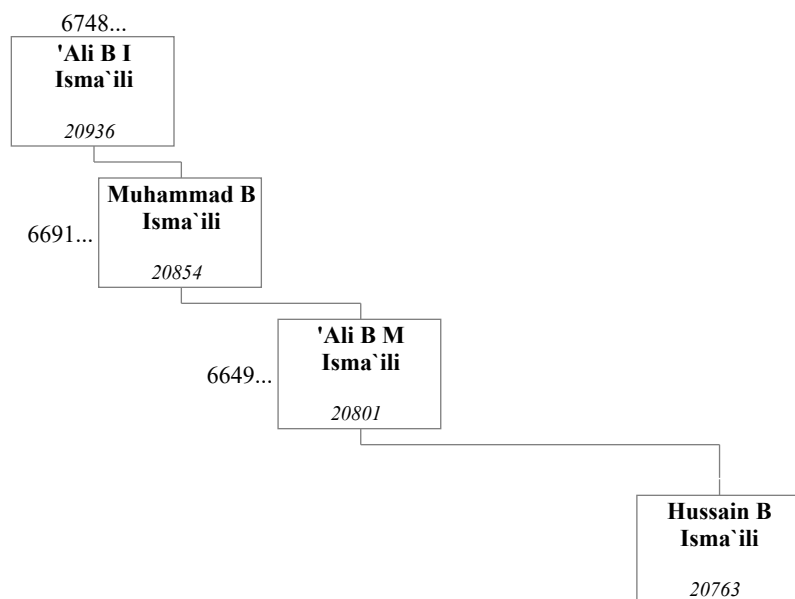 6748...
'Ali B I
Isma`ili
20936
Muhammad B
Isma`ili
6691...
20854
'Ali B M
Isma`ili
6649...
20801
Hussain B
Isma`ili
20763